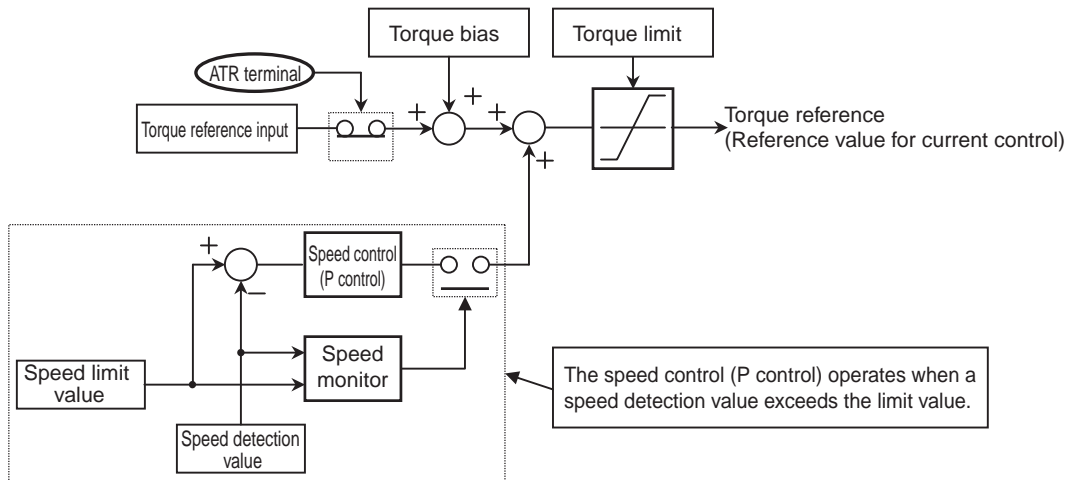 Torque bias
Torque limit
ATR terminal
+
+
+
Torque reference input
Torque reference
(Reference value for current control)
+
+
Speed control
(P control)
−
Speed
monitor
Speed limit
value
The speed control (P control) operates when a
speed detection value exceeds the limit value.
Speed detection
value